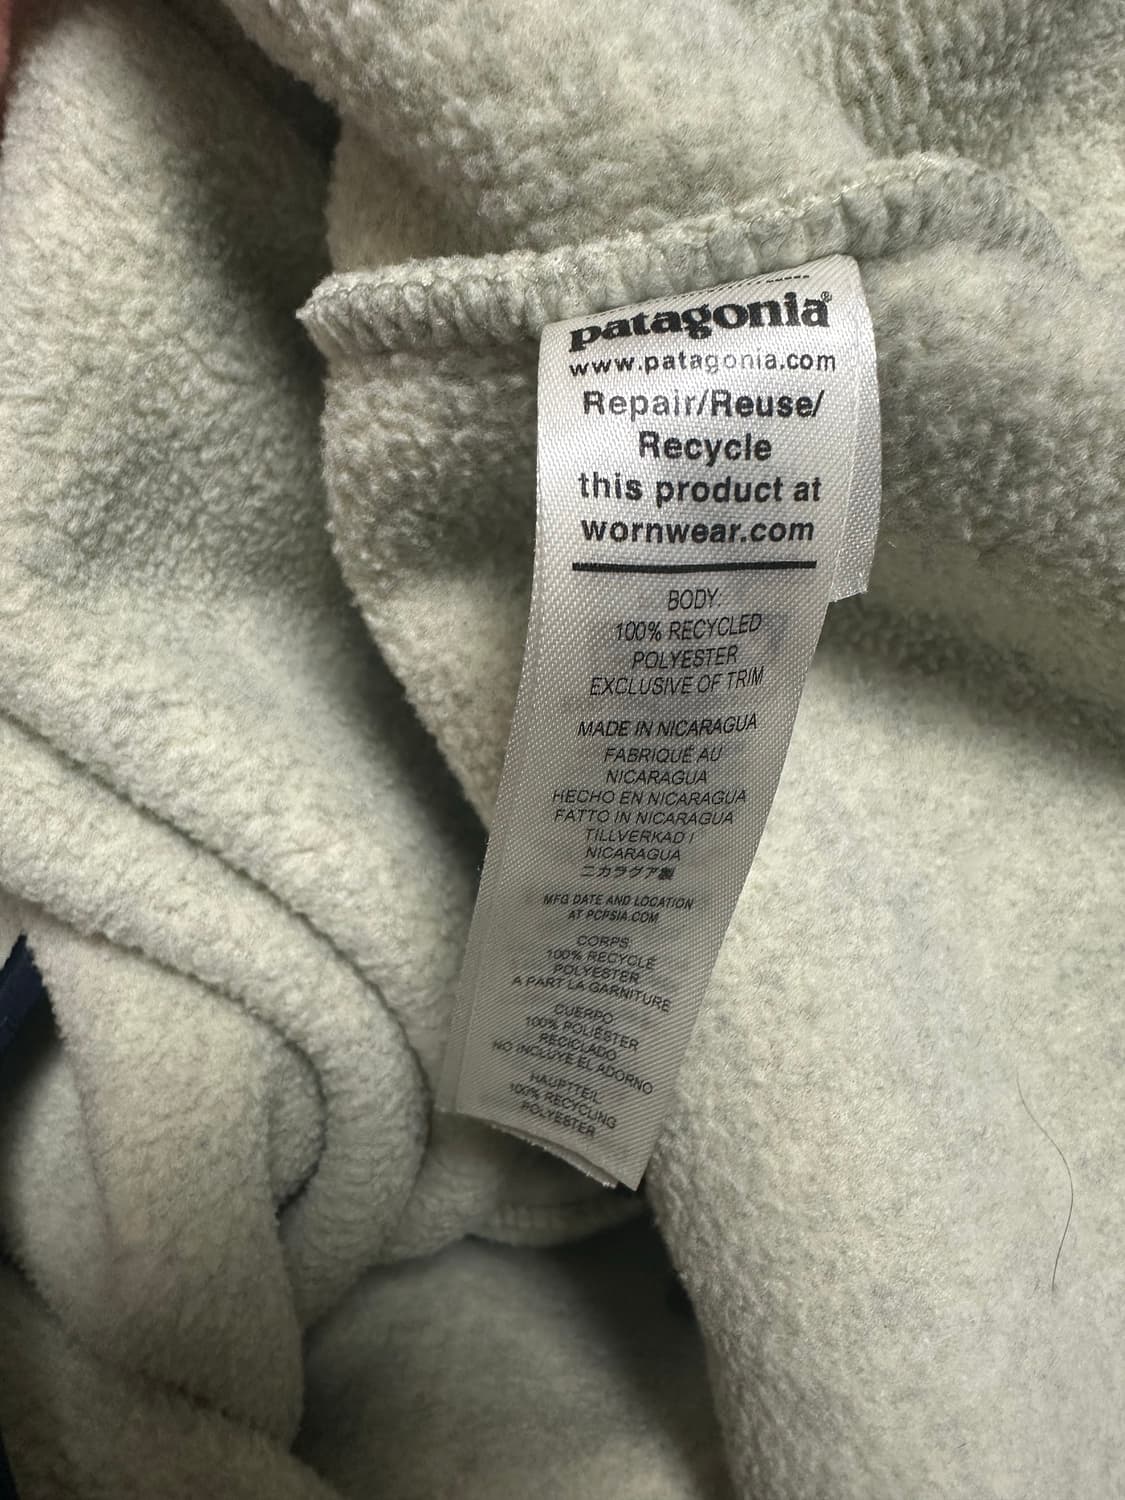 patagonia®
www.patagonia.com
Repair/Reuse/
Recycle
this product at
wornwear.com
BODY:
100% RECYCLED
POLYESTER
EXCLUSIVE OF TRIM
MADE IN NICARAGUA
FABRIQUÉ AU
NICARAGUA
HECHO EN NICARAGUA
FATTO IN NICARAGUA
TILLVERKAD I
NICARAGUA
ニカラグア製
MFG DATE AND LOCATION
AT PCPSIA.COM
CORPS:
100% RECYCLÉ
POLYESTER
À PART LA GARNITURE
CUERPO:
100% POLIÉSTER
RECICLADO
NO INCLUYE EL ADORNO
HAUPTTEIL:
100% RECYCLING
POLYESTER